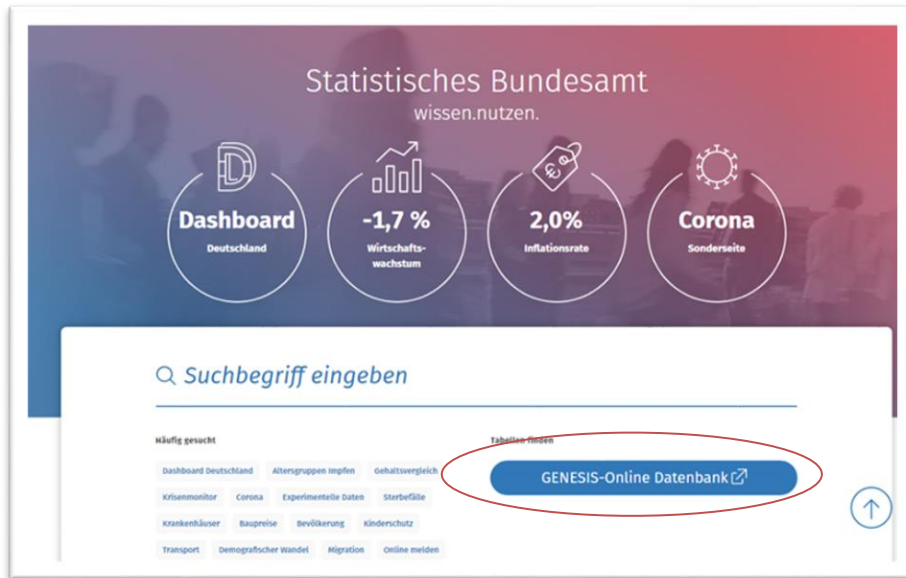 Statistisches Bundesamt
wissen.nutzen.
Dashboard
Deutschland
-1,7 %
Wirtschafts-
wachstum
2,0%
Inflationsrate
Corona
Sonderseite
Suchbegriff eingeben
Häufig gesucht
Dashboard Deutschland Altersgruppen Impfen Gehaltsvergleich
Krisenmonitor Corona Experimentelle Daten Sterbefälle
Krankenhäuser Baupreise Bevölkerung Kinderschutz
Transport Demografischer Wandel Migration Online melden
Tabellen finden
GENESIS-Online Datenbank